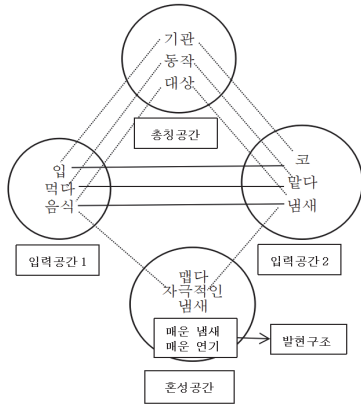 기관
동작
대상
총칭공간
입
먹다
음식
코
맡다
냄새
입력공간 1
입력공간 2
맵다
자극적인
냄새
매운 냄새
매운 연기
발현구조
혼성공간